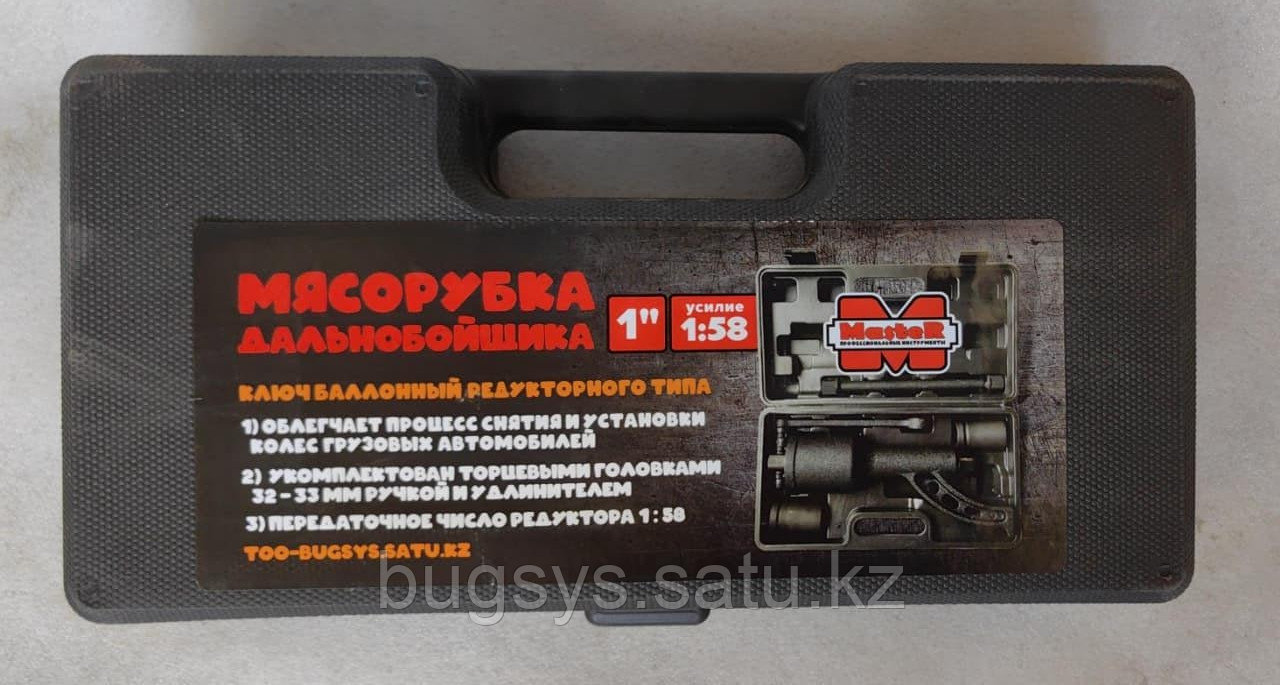 МЯСОРУБКА
ДАЛЬНОБОЙЩИКА
1"
усилие
1:58
MasteR
ПРОФЕССИОНАЛЬНЫЕ ИНСТРУМЕНТЫ
КЛЮЧ БАЛЛОННЫЙ РЕДУКТОРНОГО ТИПА
1) ОБЛЕГЧАЕТ ПРОЦЕСС СНЯТИЯ И УСТАНОВКИ
КОЛЕС ГРУЗОВЫХ АВТОМОБИЛЕЙ
2) УКОМПЛЕКТОВАН ТОРЦЕВЫМИ ГОЛОВКАМИ
32 - 33 ММ РУЧКОЙ И УДЛИНИТЕЛЕМ
3) ПЕРЕДАТОЧНОЕ ЧИСЛО РЕДУКТОРА 1 : 58
TOO-BUGSYS.SATU.KZ
bugsys.satu.kz